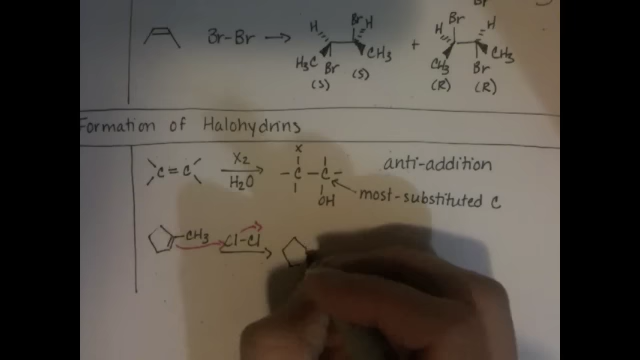 Br
Br H Br
H H
Br-Br → +
H₃C Br CH₃ CH₃ Br CH₃
(S) (S) (R) (R)
Formation of Halohydrins
X
C=C X₂ -C-C- anti-addition
H₂O OH most-substituted C
CH₃ Cl-Cl